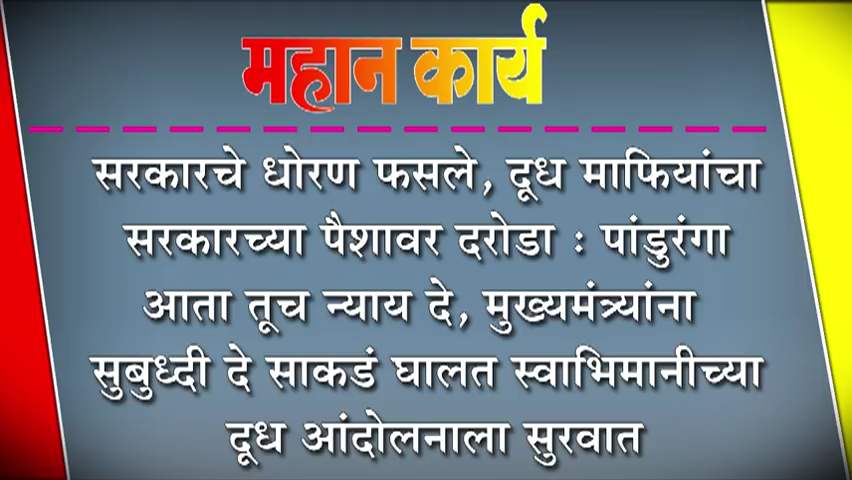 महान कार्य
सरकारचे धोरण फसले, दूध माफियांचा
सरकारच्या पैशावर दरोडा : पांडुरंगा
आता तूच न्याय दे, मुख्यमंत्र्यांना
सुबुध्दी दे साकडं घालत स्वाभिमानीच्या
दूध आंदोलनाला सुरवात